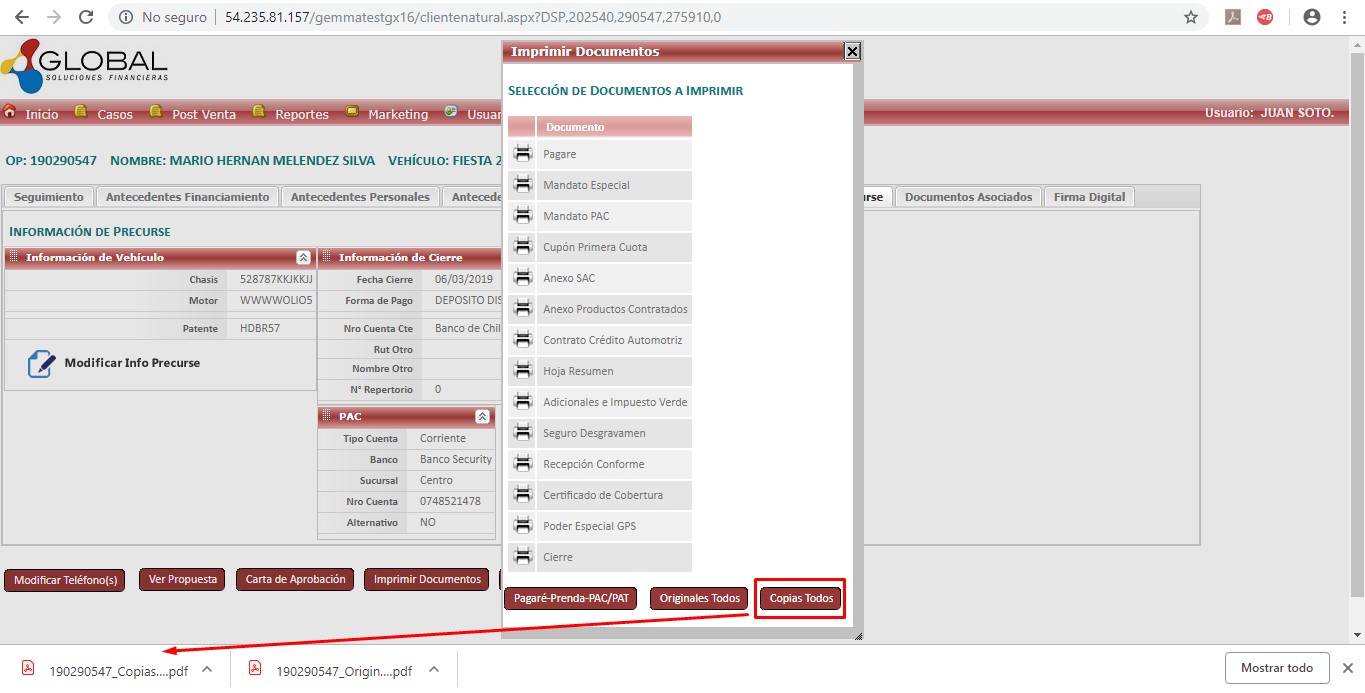 No seguro
54.235.81.157/gemmatestgx16/clientenatural.aspx?DSP,202540,290547,275910,0
GLOBAL
SOLUCIONES FINANCIERAS
Inicio Casos Post Venta Reportes Marketing Usuar
Usuario: JUAN SOTO.
OP: 190290547 NOMBRE: MARIO HERNAN MELENDEZ SILVA VEHÍCULO: FIESTA 2
Seguimiento Antecedentes Financiamiento Antecedentes Personales Antecede rse Documentos Asociados Firma Digital
INFORMACIÓN DE PRECURSE
Información de Vehículo
Chasis 528787KKJKKJJ
Motor WWWWOLIO5
Patente HDBR57
Modificar Info Precurse
Información de Cierre
Fecha Cierre 06/03/2019
Forma de Pago DEPOSITO DIS
Nro Cuenta Cte Banco de Chil
Rut Otro
Nombre Otro
N° Repertorio 0
PAC
Tipo Cuenta Corriente
Banco Banco Security
Sucursal Centro
Nro Cuenta 0748521478
Alternativo NO
Modificar Teléfono(s) Ver Propuesta Carta de Aprobación Imprimir Documentos
Imprimir Documentos
SELECCIÓN DE DOCUMENTOS A IMPRIMIR
Documento
Pagare
Mandato Especial
Mandato PAC
Cupón Primera Cuota
Anexo SAC
Anexo Productos Contratados
Contrato Crédito Automotriz
Hoja Resumen
Adicionales e Impuesto Verde
Seguro Desgravamen
Recepción Conforme
Certificado de Cobertura
Poder Especial GPS
Cierre
Pagaré-Prenda-PAC/PAT Originales Todos Copias Todos
190290547_Copias....pdf 190290547_Origin....pdf Mostrar todo